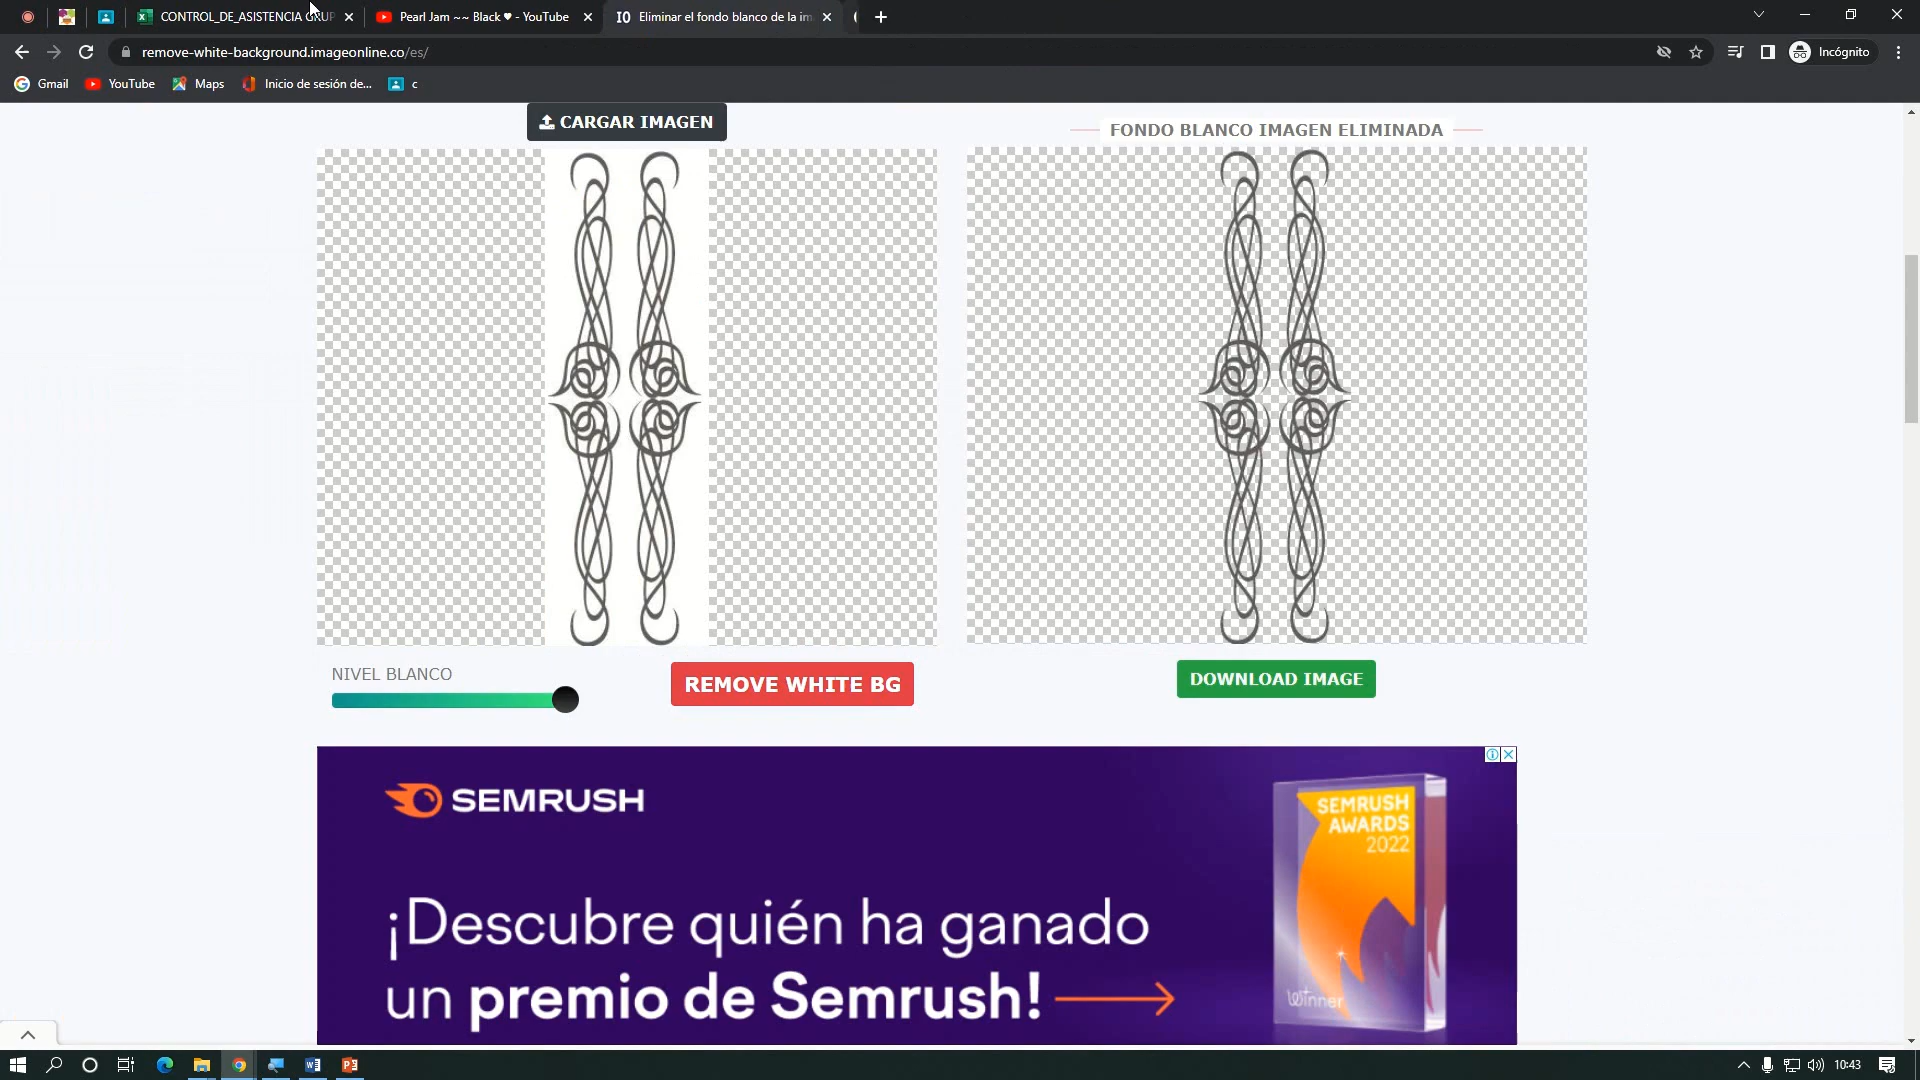 CONTROL_DE_ASISTENCIA GRUP
Pearl Jam ~~ Black ♥ - YouTube
IO Eliminar el fondo blanco de la im
remove-white-background.imageonline.co/es/
Incógnito
Gmail
YouTube
Maps
Inicio de sesión de...
c
CARGAR IMAGEN
FONDO BLANCO IMAGEN ELIMINADA
NIVEL BLANCO
REMOVE WHITE BG
DOWNLOAD IMAGE
SEMRUSH
¡Descubre quién ha ganado
un premio de Semrush!
SEMRUSH
AWARDS
2022
Winner
10:43